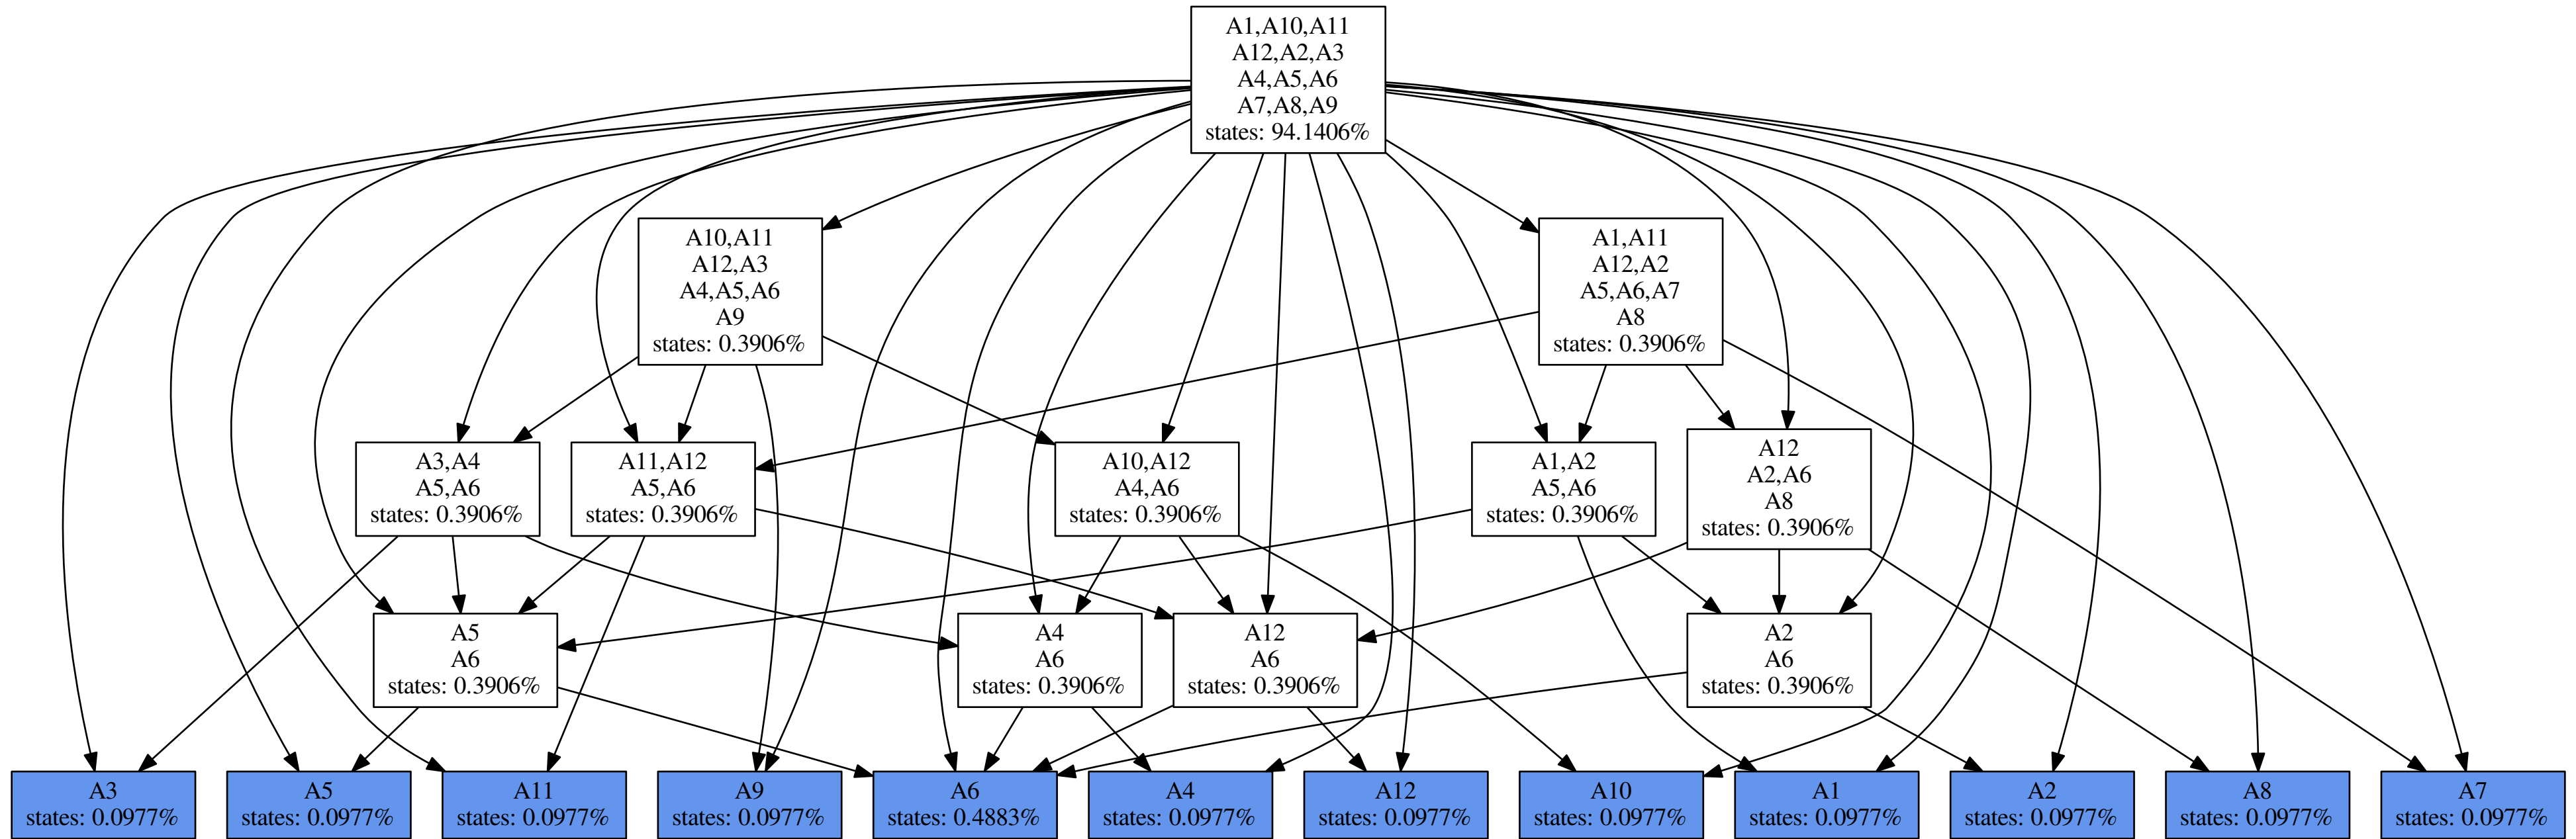 A1,A10,A11
A12,A2,A3
A4,A5,A6
A7,A8,A9
states: 94.1406%
A10,A11
A12,A3
A4,A5,A6
A9
states: 0.3906%
A1,A11
A12,A2
A5,A6,A7
A8
states: 0.3906%
A3,A4
A5,A6
states: 0.3906%
A11,A12
A5,A6
states: 0.3906%
A10,A12
A4,A6
states: 0.3906%
A1,A2
A5,A6
states: 0.3906%
A12
A2,A6
A8
states: 0.3906%
A5
A6
states: 0.3906%
A4
A6
states: 0.3906%
A12
A6
states: 0.3906%
A2
A6
states: 0.3906%
A3
states: 0.0977%
A5
states: 0.0977%
A11
states: 0.0977%
A9
states: 0.0977%
A6
states: 0.4883%
A4
states: 0.0977%
A12
states: 0.0977%
A10
states: 0.0977%
A1
states: 0.0977%
A2
states: 0.0977%
A8
states: 0.0977%
A7
states: 0.0977%